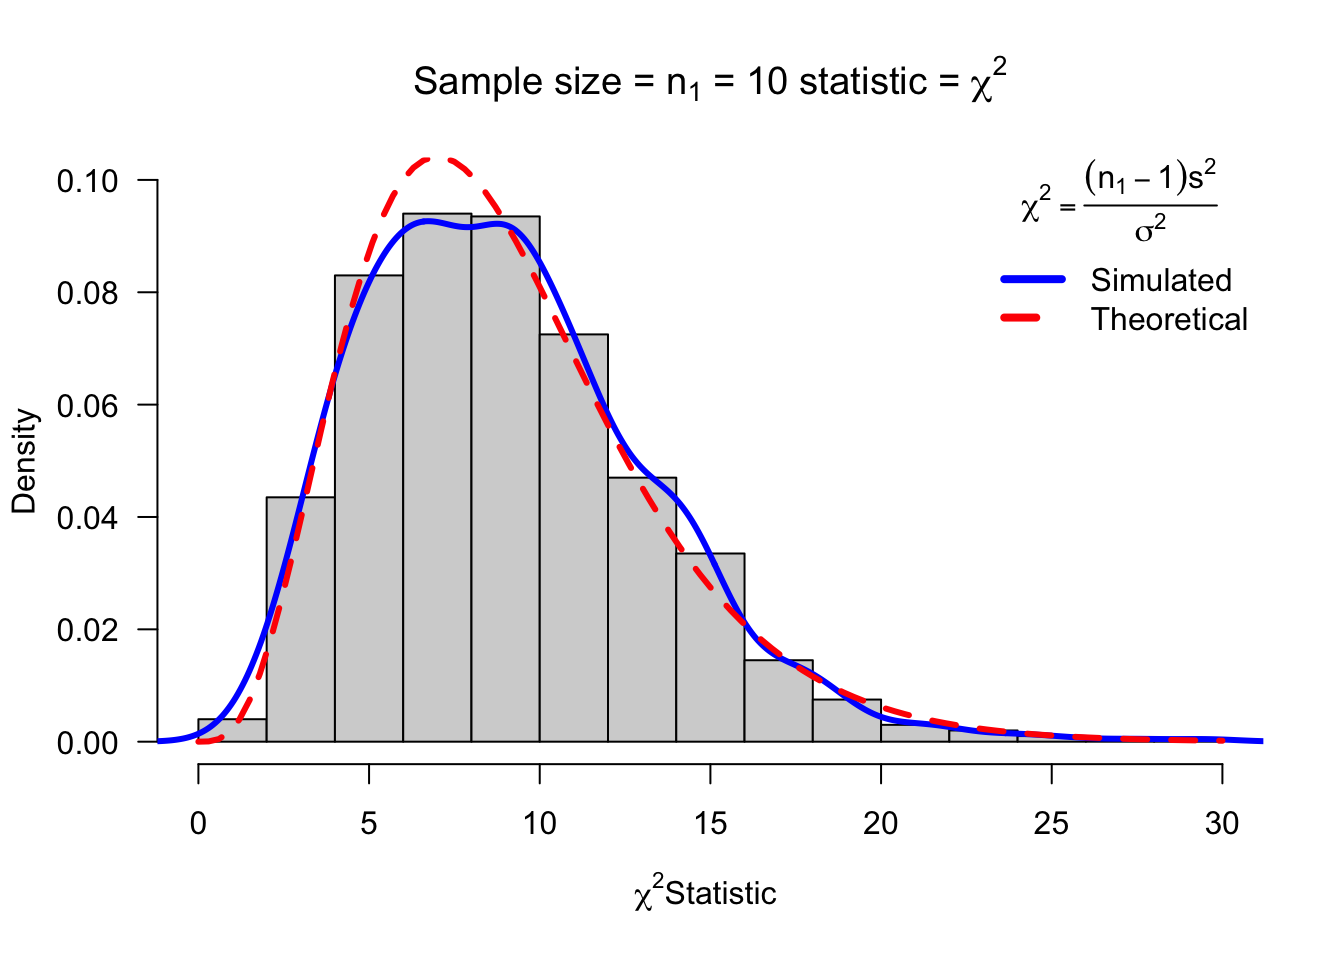 Sample size = n₁ = 10 statistic = χ²
χ² = (n₁ − 1)s² / σ²
Simulated
Theoretical
Density
0.10
0.08
0.06
0.04
0.02
0.00
0 5 10 15 20 25 30
χ²Statistic